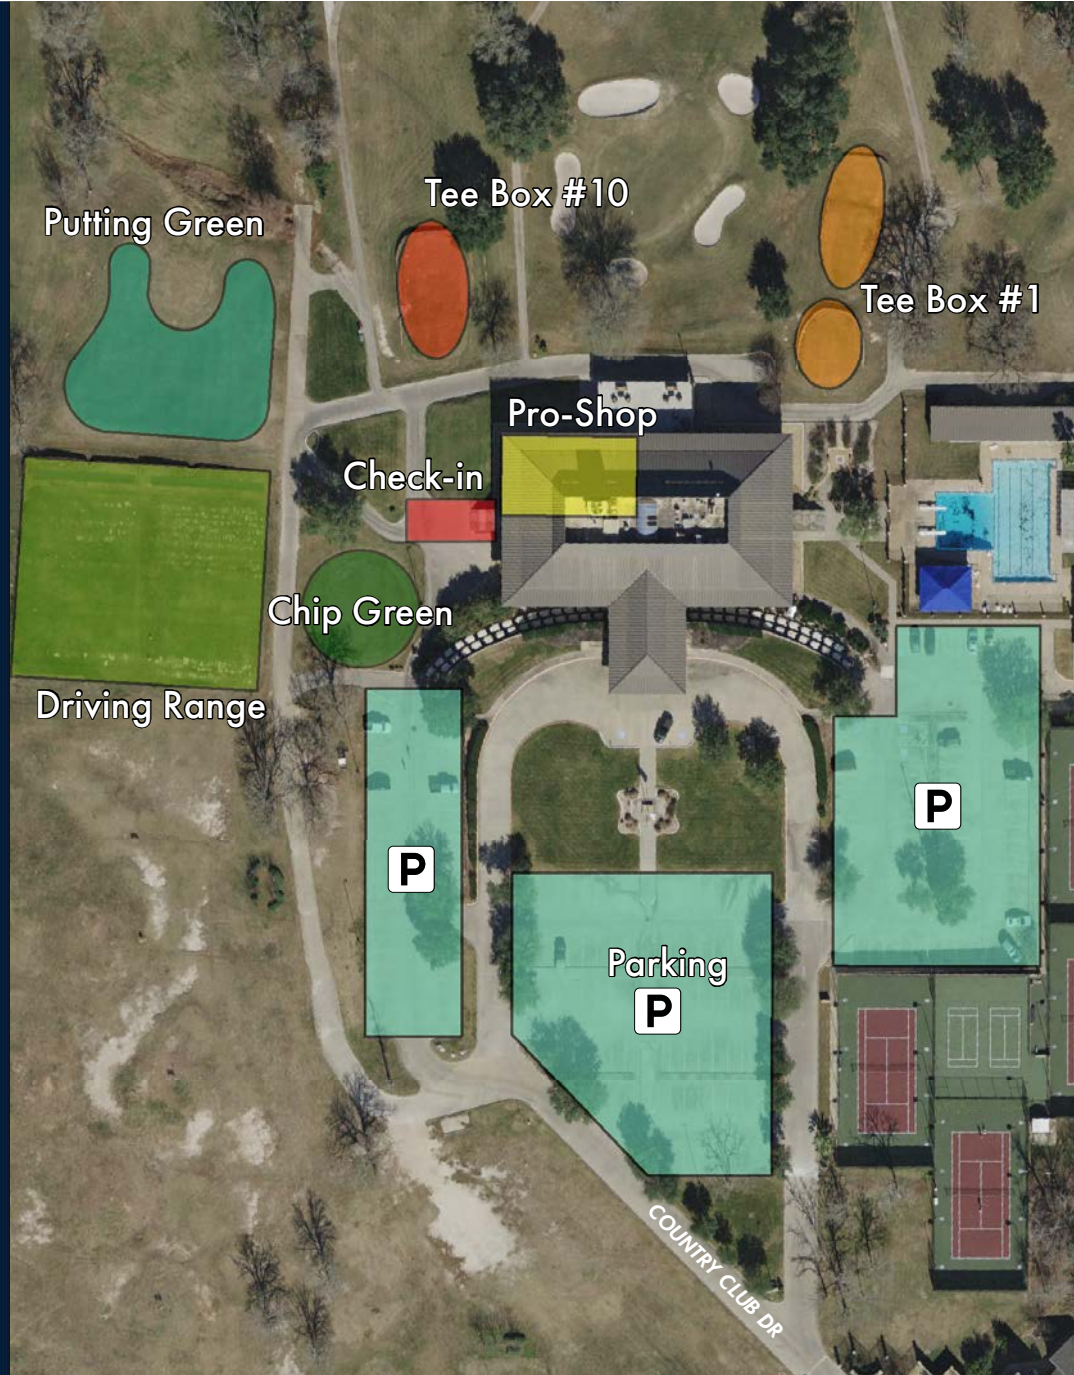 Tee Box #10
Putting Green
Tee Box #1
Pro-Shop
Check-in
Chip Green
Driving Range
P
P
Parking
P
COUNTRY CLUB DR